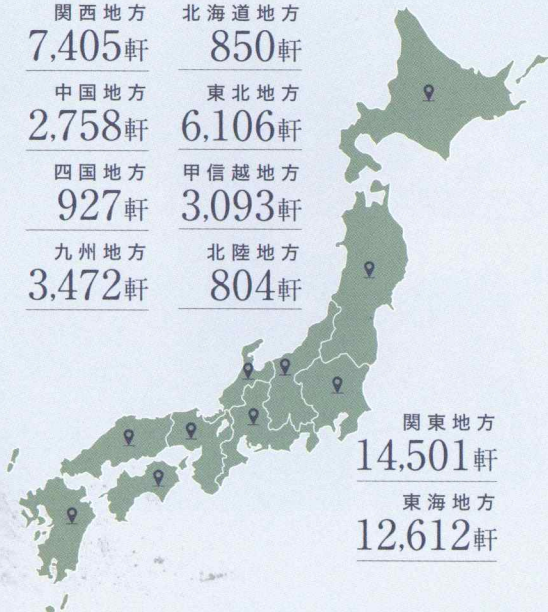 関西地方
7,405軒
中国地方
2,758軒
四国地方
927軒
九州地方
3,472軒
北海道地方
850軒
東北地方
6,106軒
甲信越地方
3,093軒
北陸地方
804軒
関東地方
14,501軒
東海地方
12,612軒